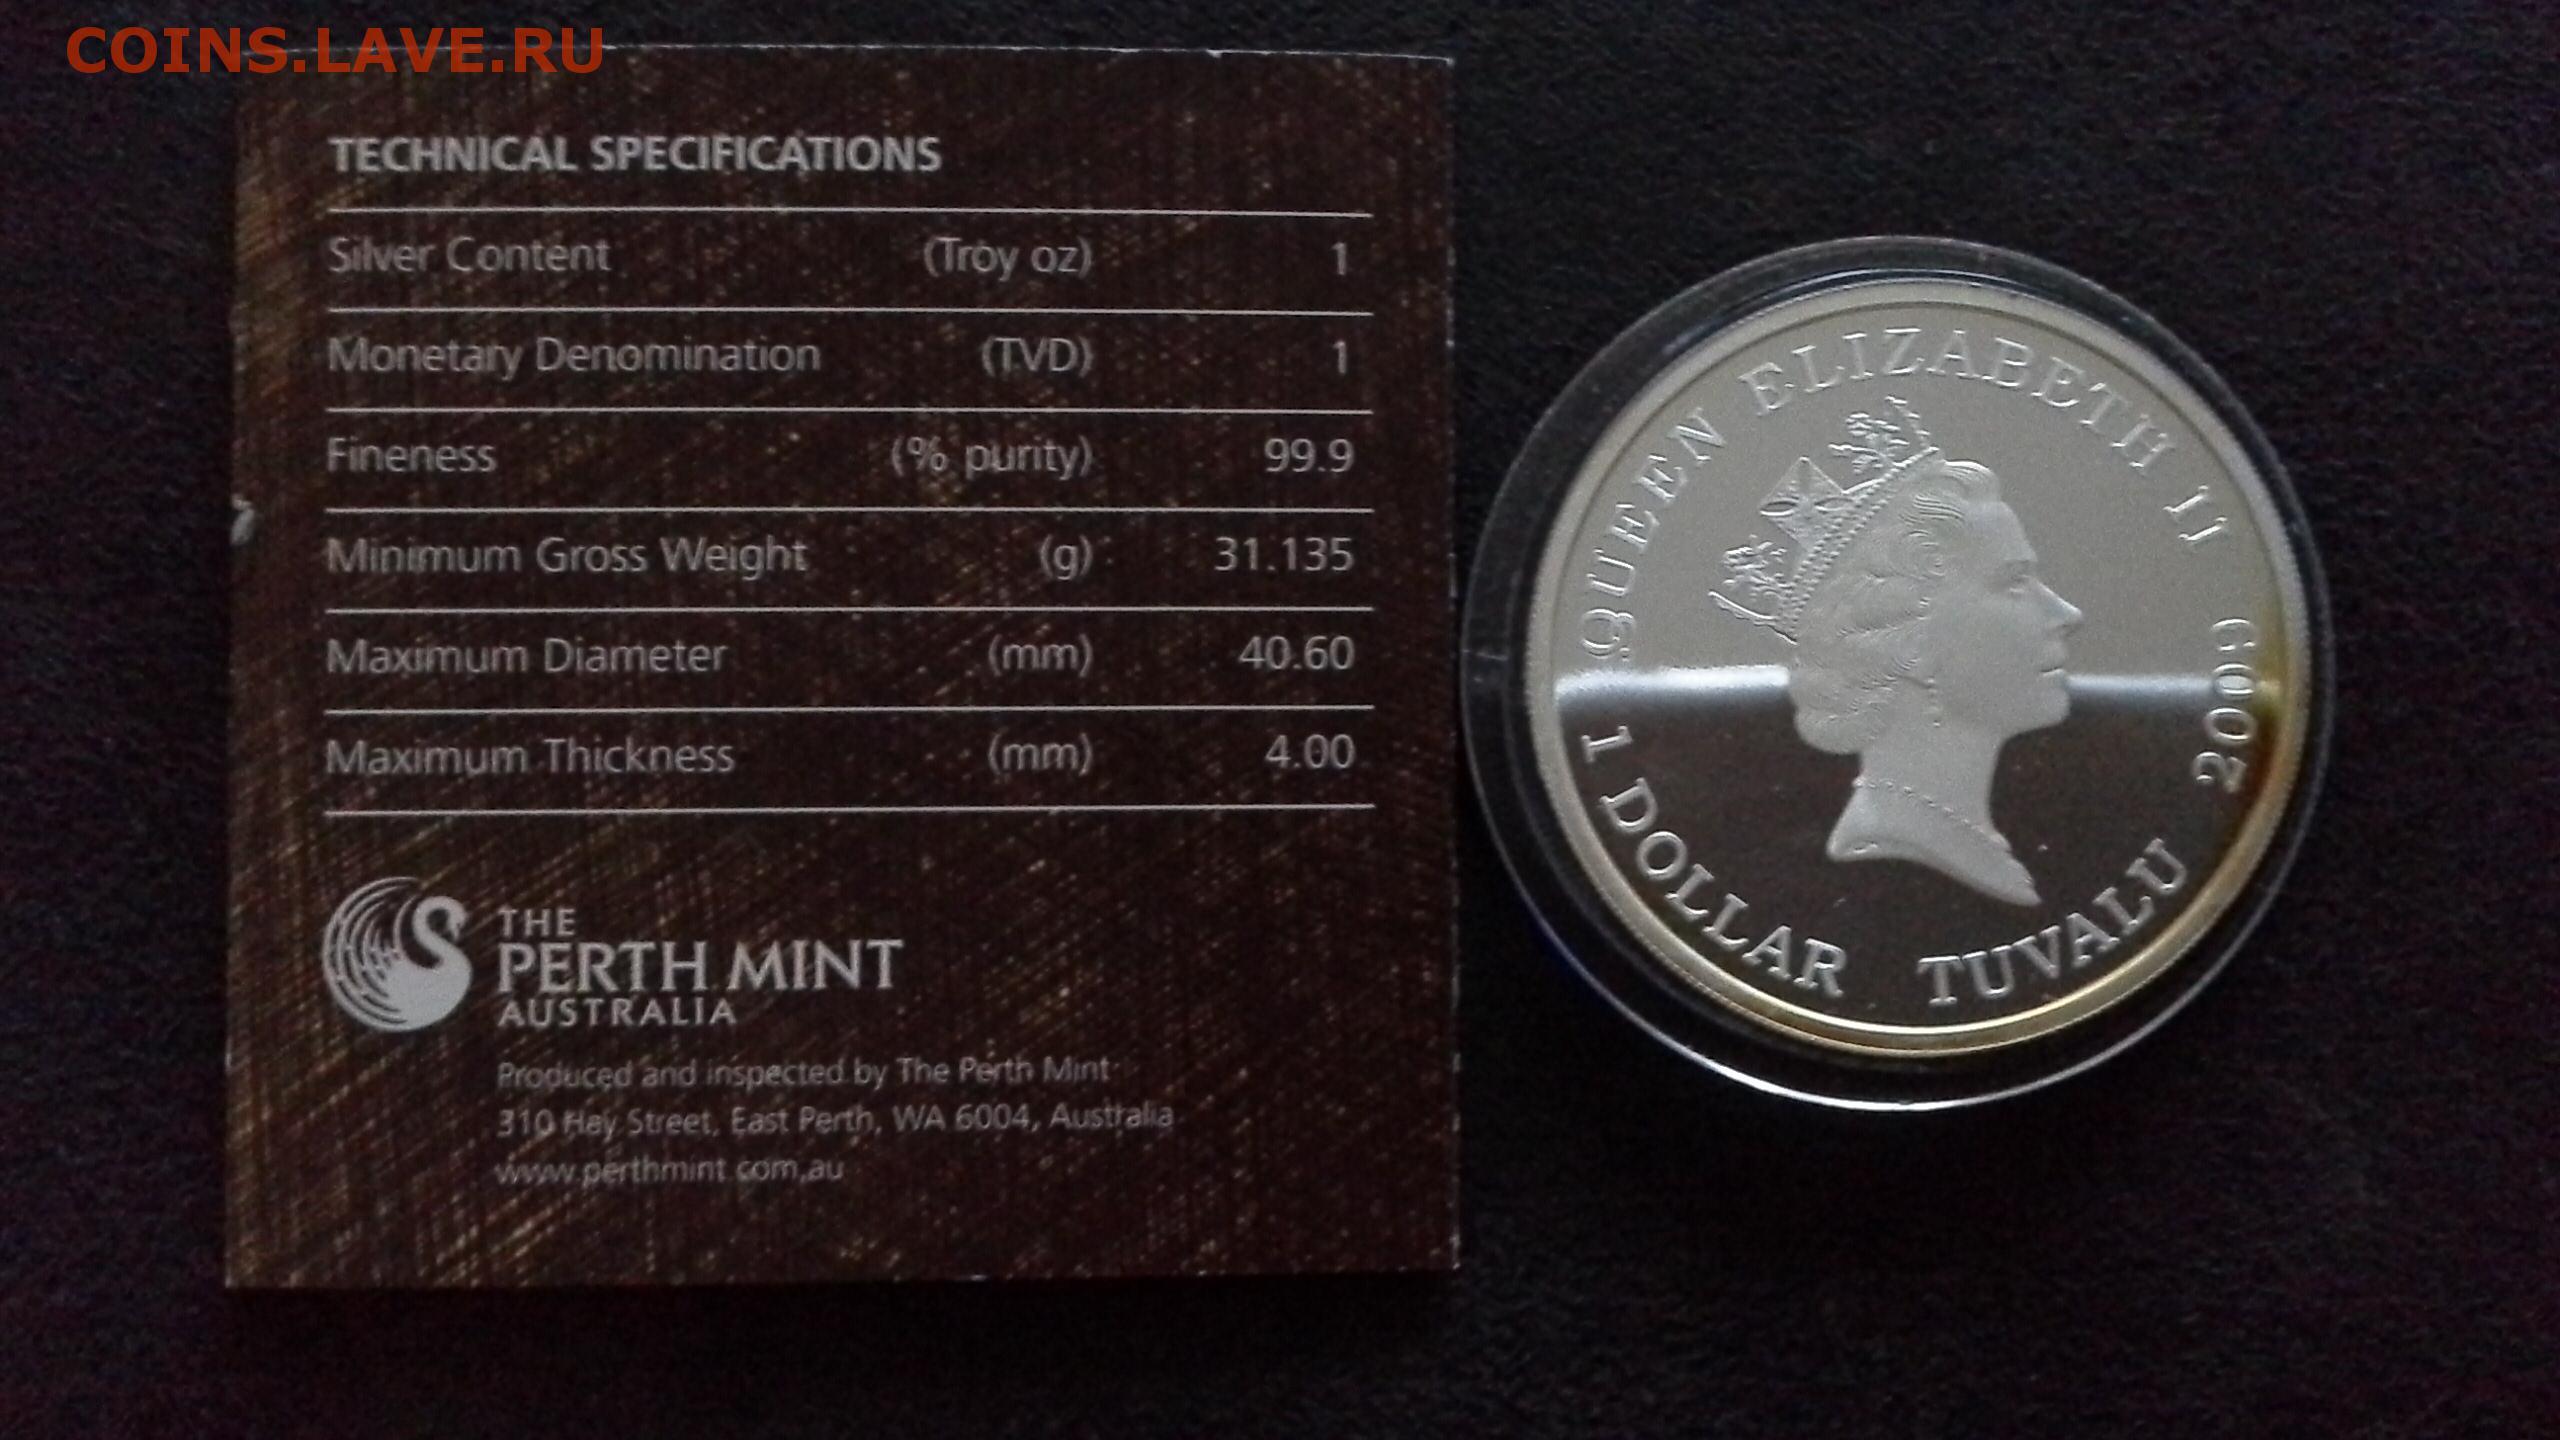 COINS.LAVE.RU
TECHNICAL SPECIFICATIONS
Silver Content (Troy oz) 1
Monetary Denomination (TVD) 1
Fineness (% purity) 99.9
Minimum Gross Weight (g) 31.135
Maximum Diameter (mm) 40.60
Maximum Thickness (mm) 4.00
THE
PERTH MINT
AUSTRALIA
Produced and inspected by The Perth Mint
310 Hay Street, East Perth, WA 6004, Australia
www.perthmint.com.au
QUEEN ELIZABETH II
1 DOLLAR TUVALU 2009